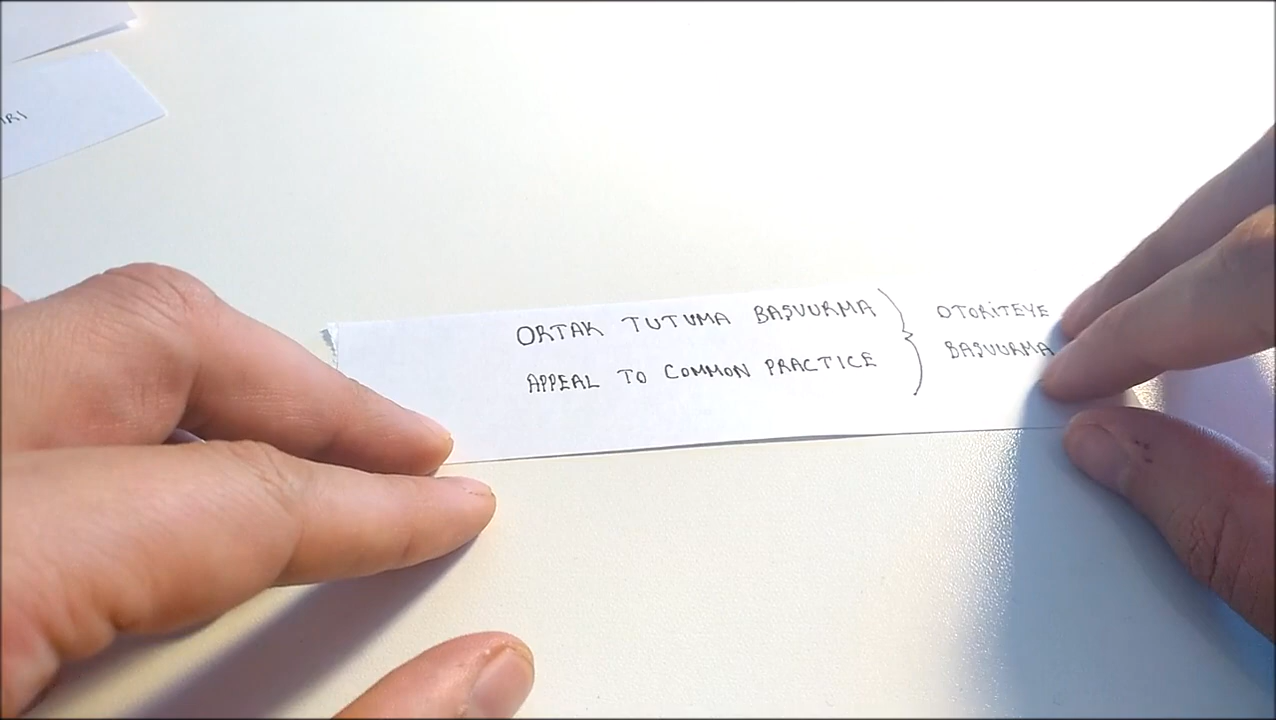 ORTAK TUTUMA BAŞVURMA
APPEAL TO COMMON PRACTICE
OTORİTEYE
BAŞVURMA